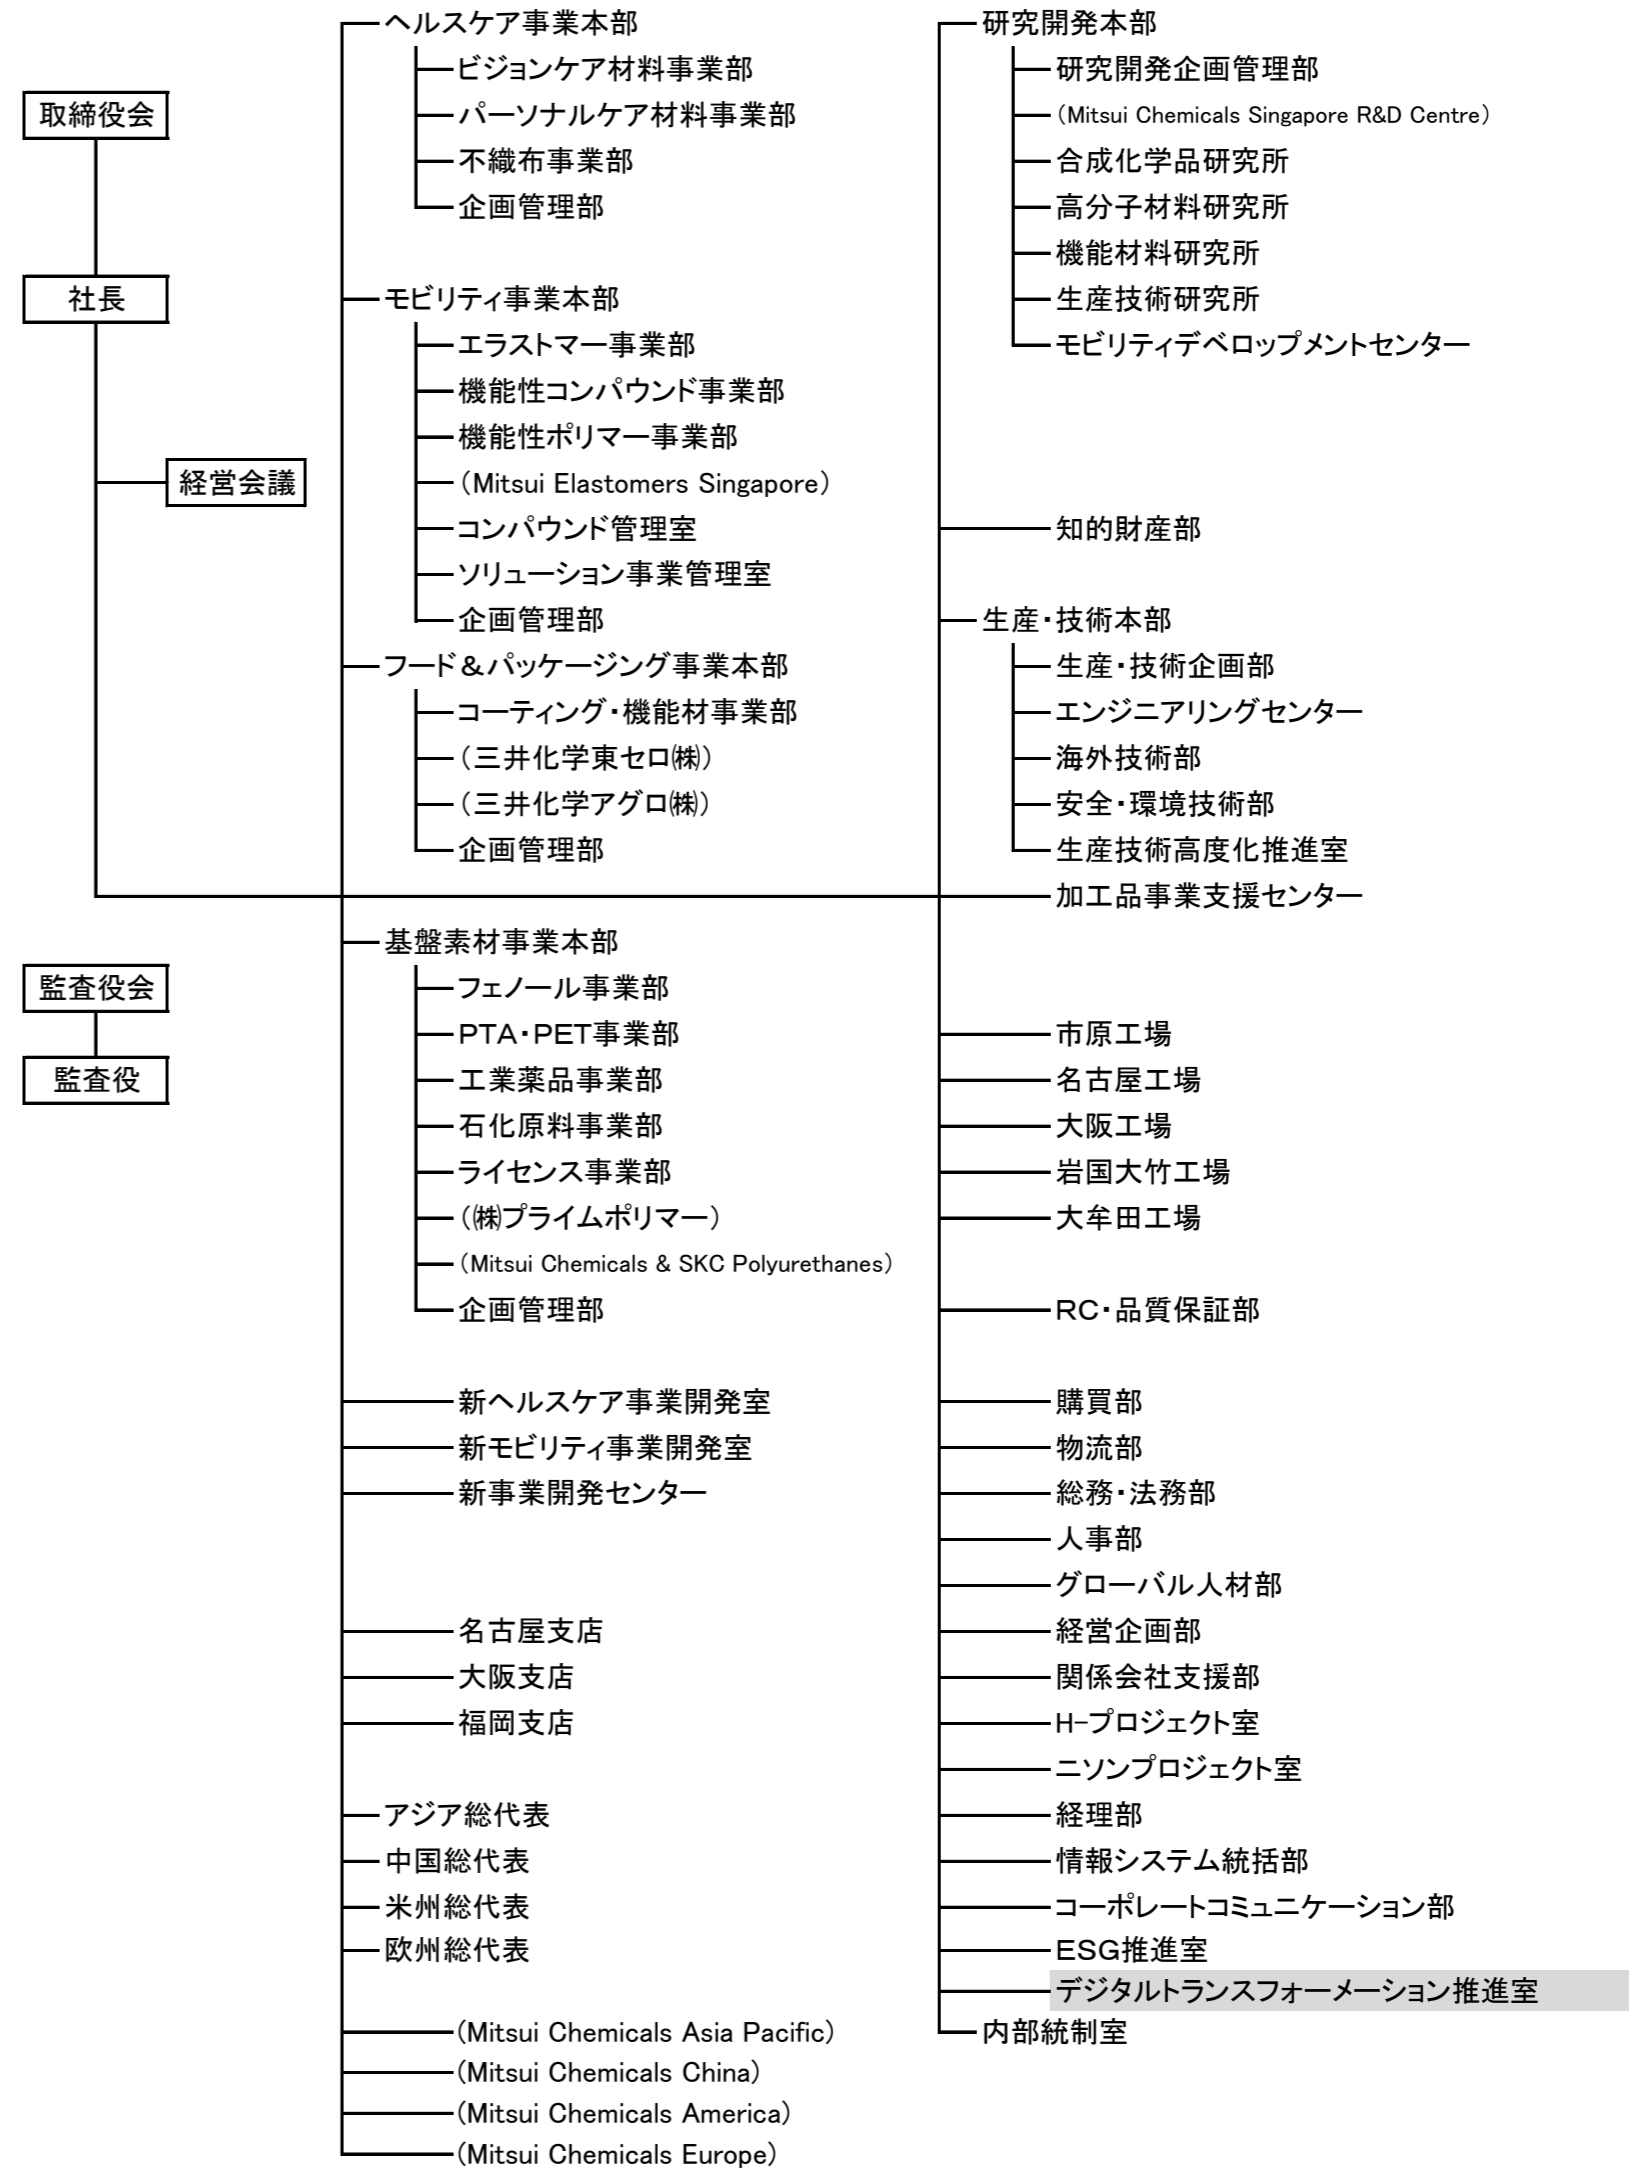 取締役会
社長
経営会議
監査役会
監査役
ヘルスケア事業本部
ビジョンケア材料事業部
パーソナルケア材料事業部
不織布事業部
企画管理部
モビリティ事業本部
エラストマー事業部
機能性コンパウンド事業部
機能性ポリマー事業部
（Mitsui Elastomers Singapore）
コンパウンド管理室
ソリューション事業管理室
企画管理部
フード＆パッケージング事業本部
コーティング・機能材事業部
（三井化学東セロ㈱）
（三井化学アグロ㈱）
企画管理部
基盤素材事業本部
フェノール事業部
PTA・PET事業部
工業薬品事業部
石化原料事業部
ライセンス事業部
（㈱プライムポリマー）
（Mitsui Chemicals & SKC Polyurethanes）
企画管理部
新ヘルスケア事業開発室
新モビリティ事業開発室
新事業開発センター
名古屋支店
大阪支店
福岡支店
アジア総代表
中国総代表
米州総代表
欧州総代表
(Mitsui Chemicals Asia Pacific)
(Mitsui Chemicals China)
(Mitsui Chemicals America)
(Mitsui Chemicals Europe)
研究開発本部
研究開発企画管理部
（Mitsui Chemicals Singapore R&D Centre）
合成化学品研究所
高分子材料研究所
機能材料研究所
生産技術研究所
モビリティデベロップメントセンター
知的財産部
生産・技術本部
生産・技術企画部
エンジニアリングセンター
海外技術部
安全・環境技術部
生産技術高度化推進室
加工品事業支援センター
市原工場
名古屋工場
大阪工場
岩国大竹工場
大牟田工場
RC・品質保証部
購買部
物流部
総務・法務部
人事部
グローバル人材部
経営企画部
関係会社支援部
H-プロジェクト室
ニソンプロジェクト室
経理部
情報システム統括部
コーポレートコミュニケーション部
ESG推進室
デジタルトランスフォーメーション推進室
内部統制室